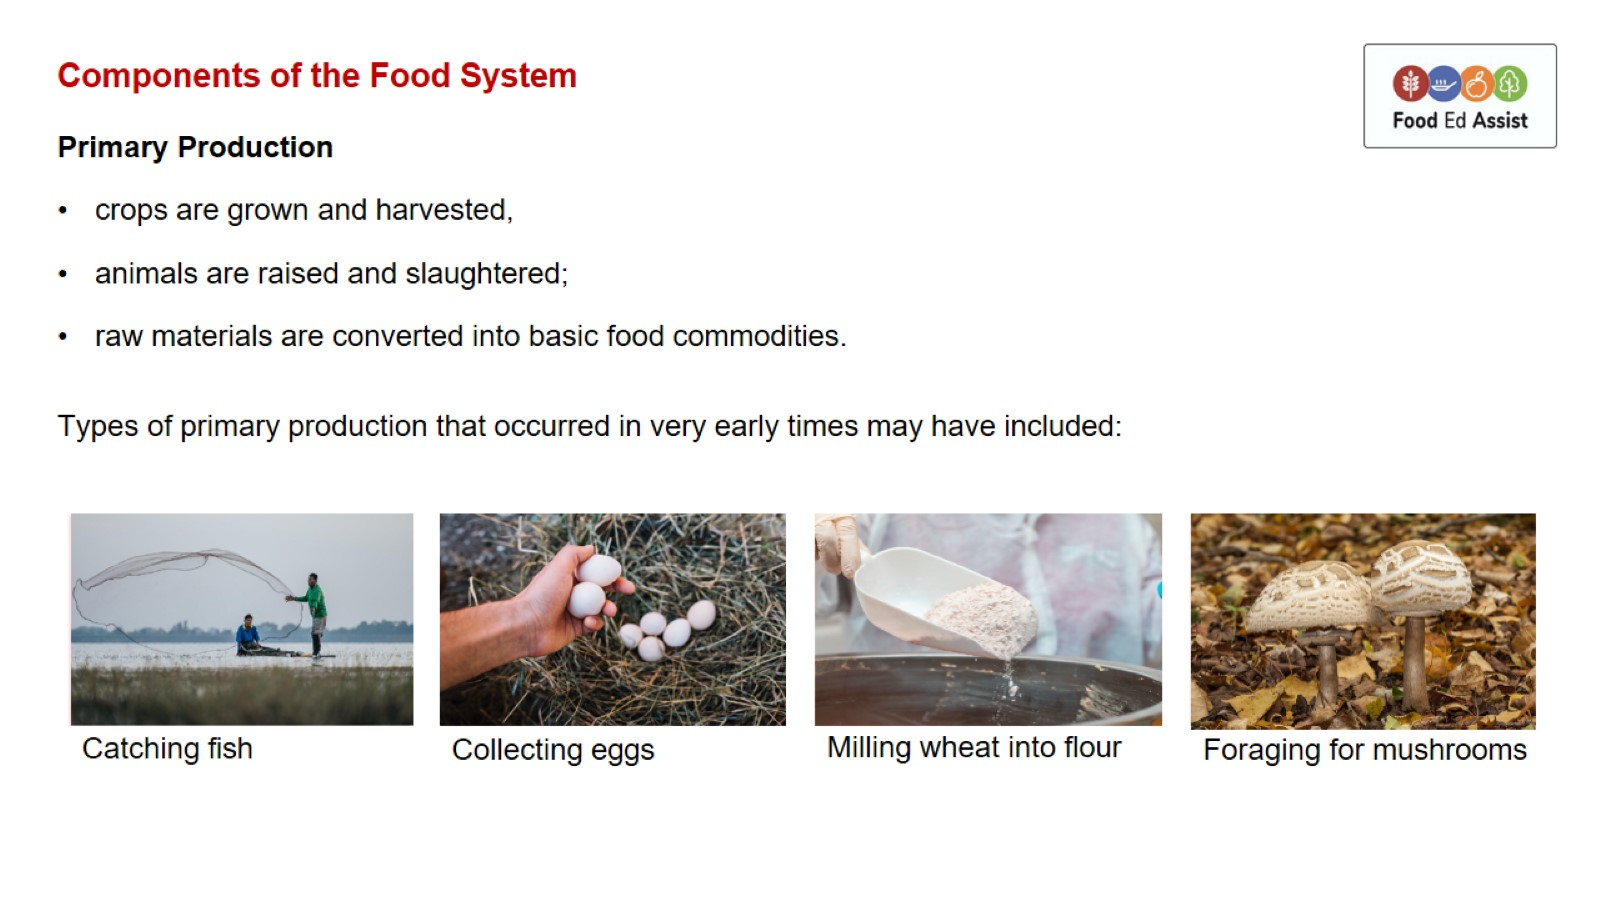 Components of the Food System
Food Ed Assist
Primary Production
• crops are grown and harvested,
• animals are raised and slaughtered;
• raw materials are converted into basic food commodities.
Types of primary production that occurred in very early times may have included:
Catching fish
Collecting eggs
Milling wheat into flour
Foraging for mushrooms